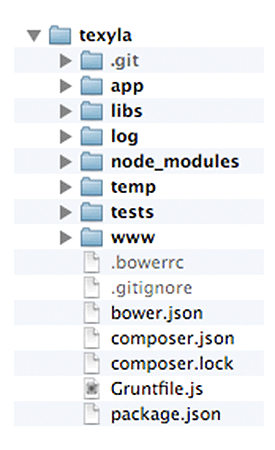 texyla
.git
app
libs
log
node_modules
temp
tests
www
.bowerrc
.gitignore
bower.json
composer.json
composer.lock
Gruntfile.js
package.json